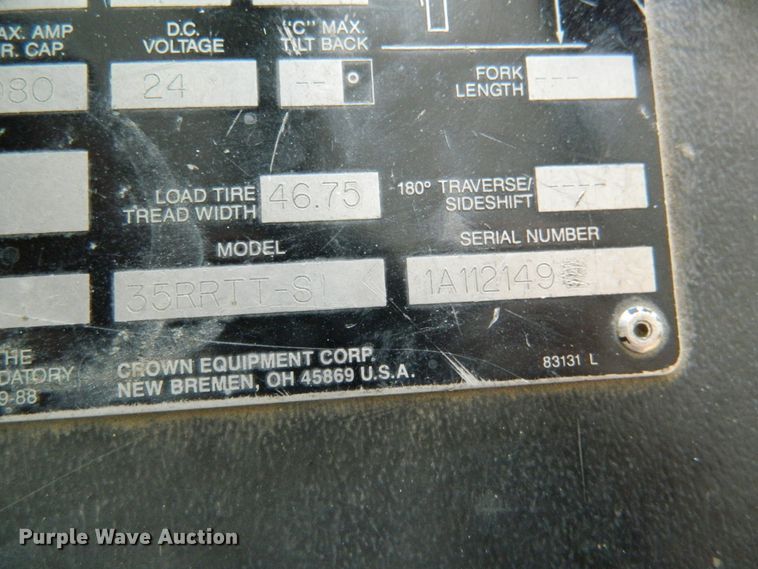 AX. AMP
R. CAP.
D.C.
VOLTAGE
"C" MAX.
TILT BACK
080
24
--
FORK
LENGTH
---
LOAD TIRE
TREAD WIDTH
46.75
180° TRAVERSE/
SIDESHIFT
----
MODEL
SERIAL NUMBER
35RRTT-S
1A112149
THE
DATORY
9-88
CROWN EQUIPMENT CORP.
NEW BREMEN, OH 45869 U.S.A.
83131 L
Purple Wave Auction